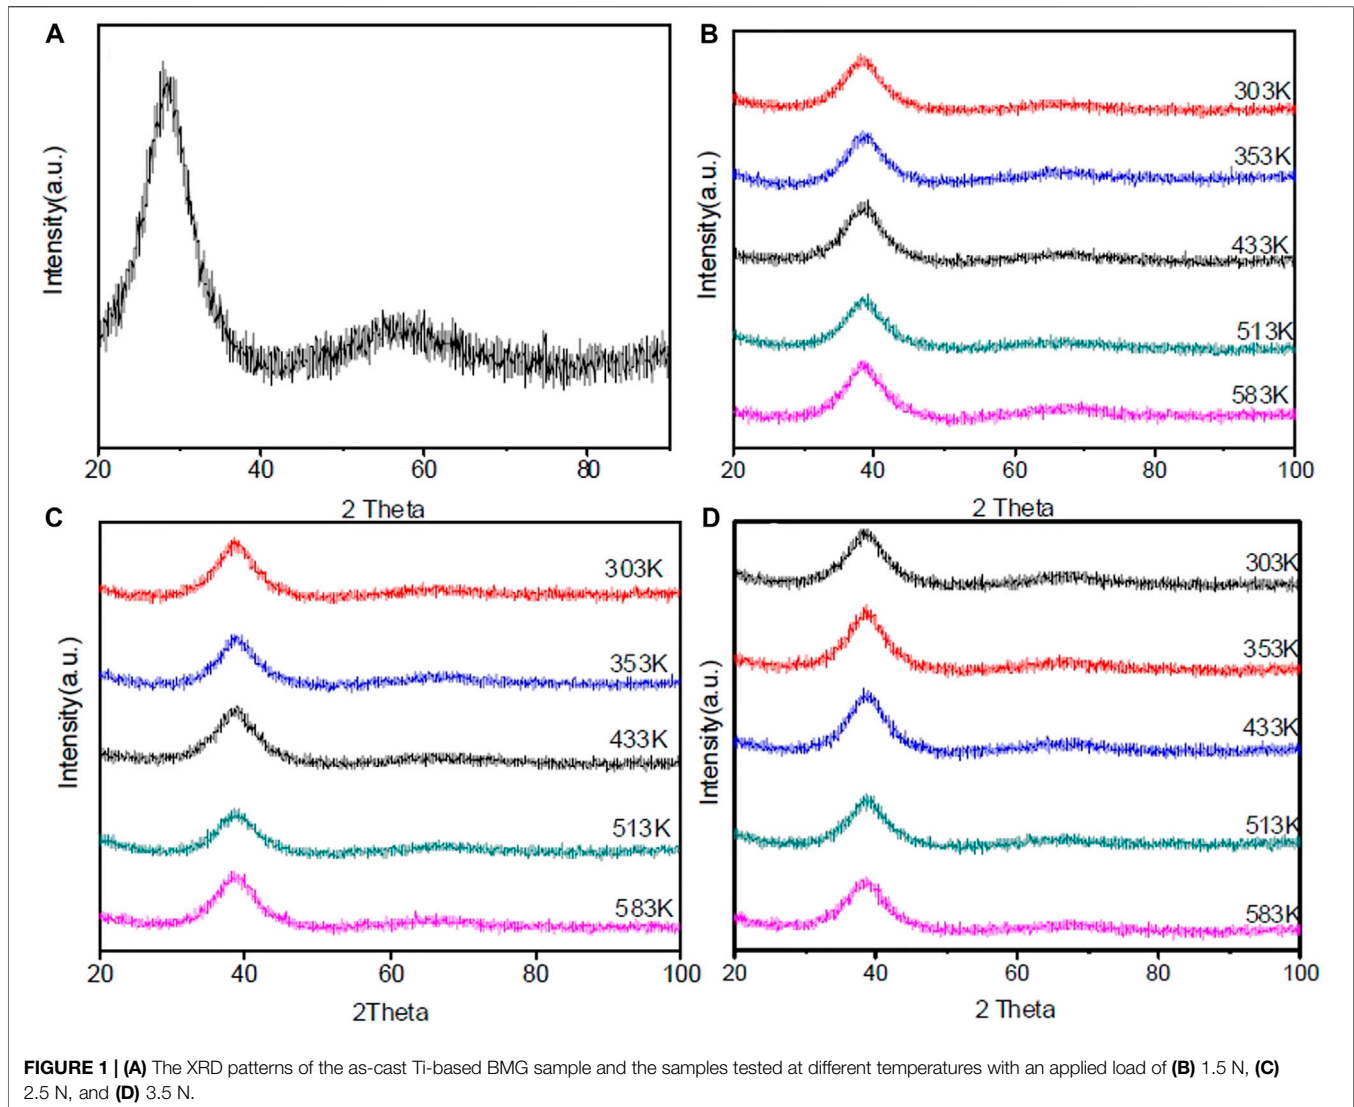 A
Intensity(a.u.)
20 40 60 80
2 Theta
B
Intensity(a.u.)
303K
353K
433K
513K
583K
20 40 60 80 100
2 Theta
C
Intensity(a.u.)
303K
353K
433K
513K
583K
20 40 60 80 100
2Theta
D
Intensity(a.u.)
303K
353K
433K
513K
583K
20 40 60 80 100
2 Theta
FIGURE 1 | (A) The XRD patterns of the as-cast Ti-based BMG sample and the samples tested at different temperatures with an applied load of (B) 1.5 N, (C)
2.5 N, and (D) 3.5 N.